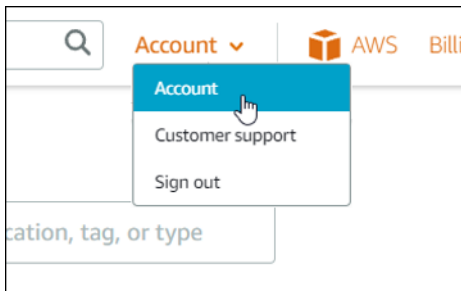 Account AWS Billi
Account
Customer support
Sign out
cation, tag, or type